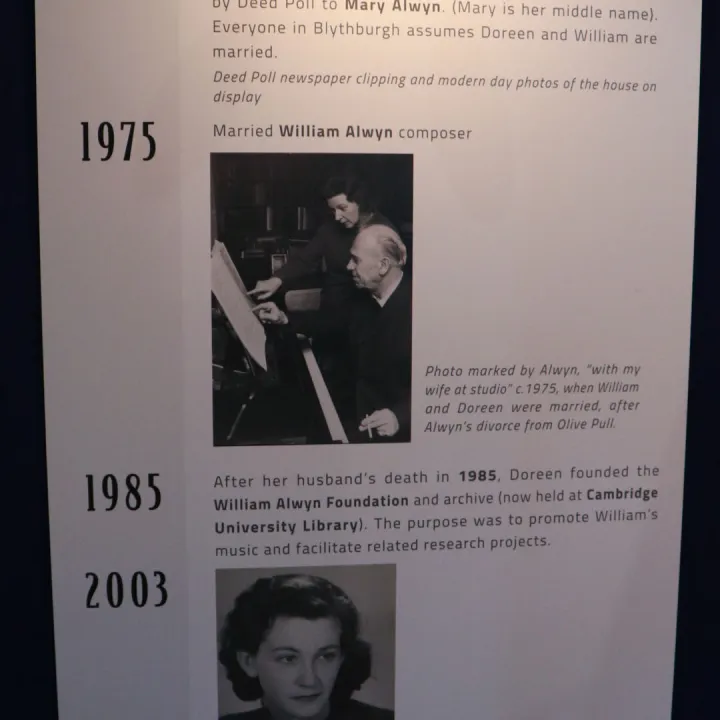 by Deed Poll to Mary Alwyn. (Mary is her middle name).
Everyone in Blythburgh assumes Doreen and William are
married.
Deed Poll newspaper clipping and modern day photos of the house on
display
1975
Married William Alwyn composer
Photo marked by Alwyn, "with my
wife at studio" c.1975, when William
and Doreen were married, after
Alwyn's divorce from Olive Pull.
1985
After her husband's death in 1985, Doreen founded the
William Alwyn Foundation and archive (now held at Cambridge
University Library). The purpose was to promote William's
music and facilitate related research projects.
2003